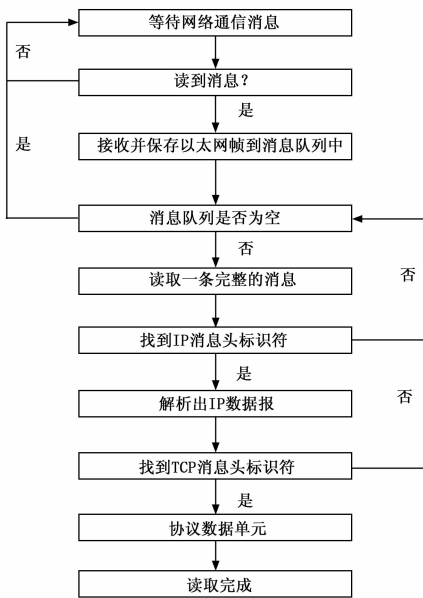 等待网络通信消息
否
读到消息?
是
是
接收并保存以太网帧到消息队列中
消息队列是否为空
否
否
读取一条完整的消息
找到IP消息头标识符
是
否
解析出IP数据报
找到TCP消息头标识符
是
协议数据单元
读取完成